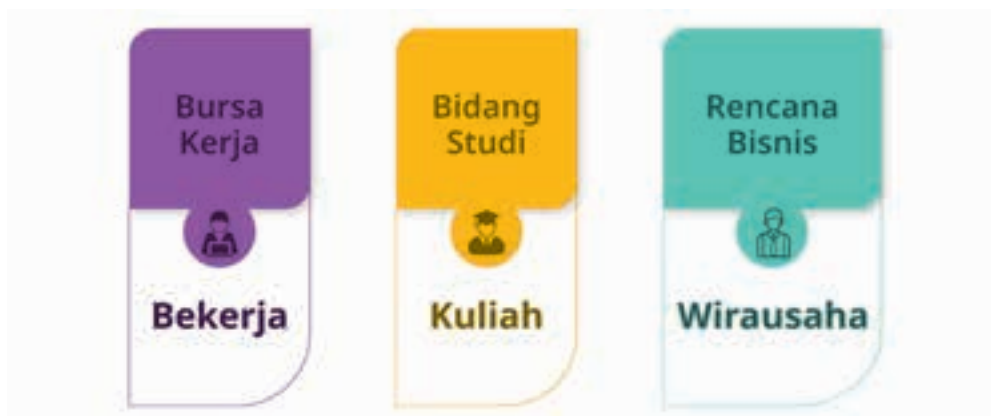 Bursa
Kerja
Bekerja
Bidang
Studi
Kuliah
Rencana
Bisnis
Wirausaha